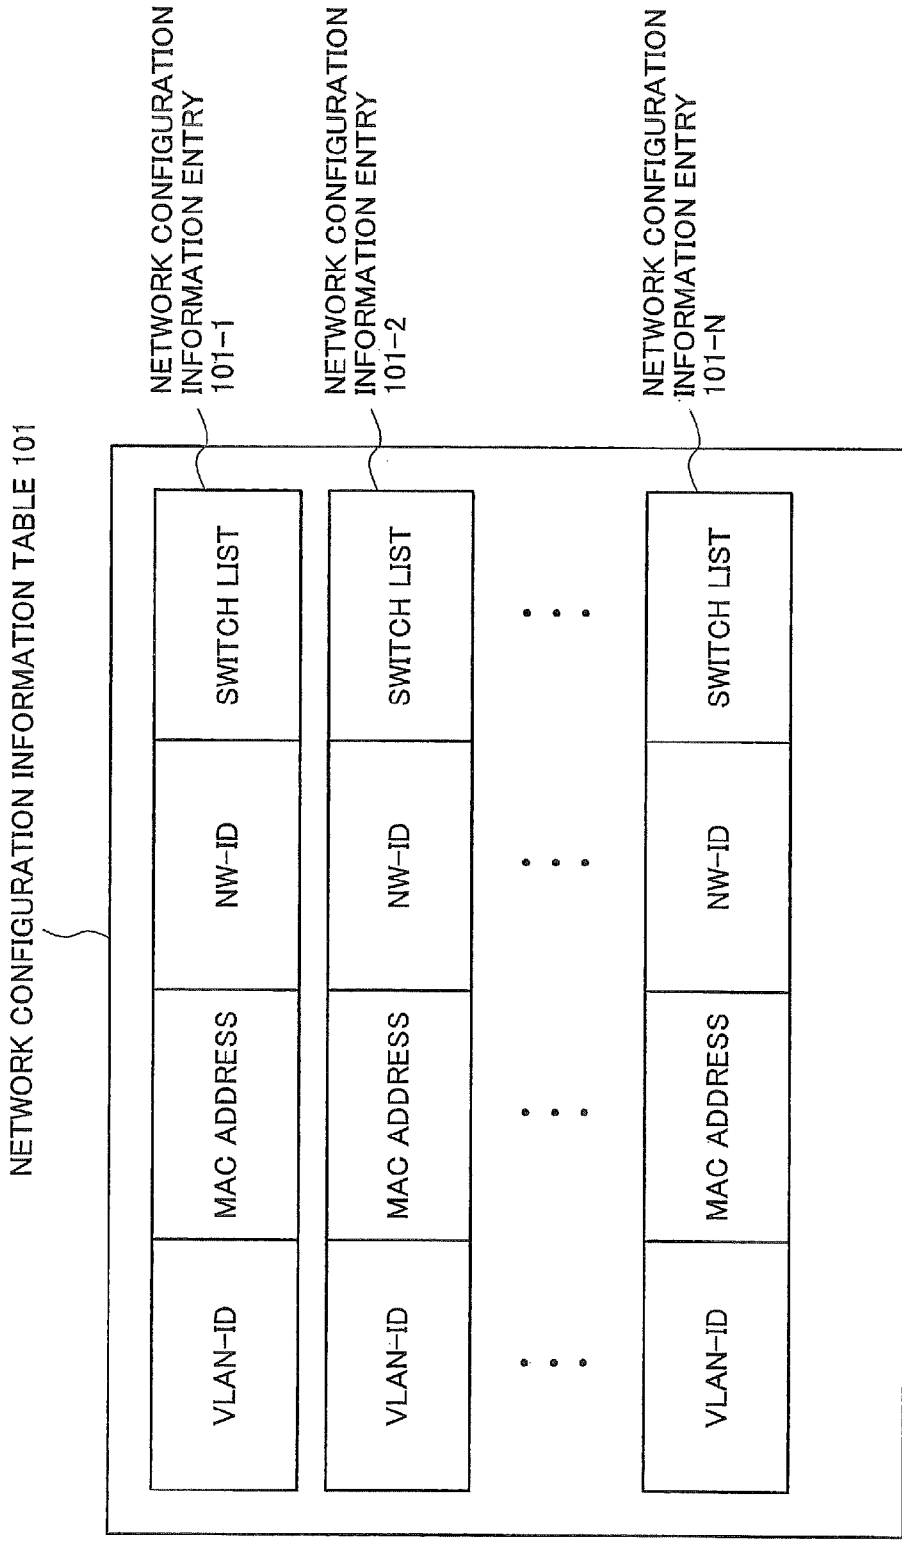 NETWORK CONFIGURATION INFORMATION TABLE 101
VLAN-ID
MAC ADDRESS
NW-ID
SWITCH LIST
NETWORK CONFIGURATION
INFORMATION ENTRY
101-1
VLAN-ID
MAC ADDRESS
NW-ID
SWITCH LIST
NETWORK CONFIGURATION
INFORMATION ENTRY
101-2
VLAN-ID
MAC ADDRESS
NW-ID
SWITCH LIST
NETWORK CONFIGURATION
INFORMATION ENTRY
101-N